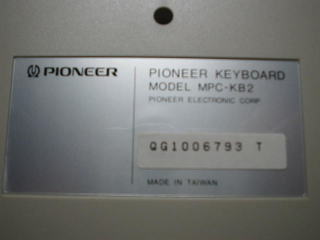 PIONEER
PIONEER KEYBOARD
MODEL MPC-KB2
PIONEER ELECTRONIC CORP
QG1006793 T
MADE IN TAIWAN